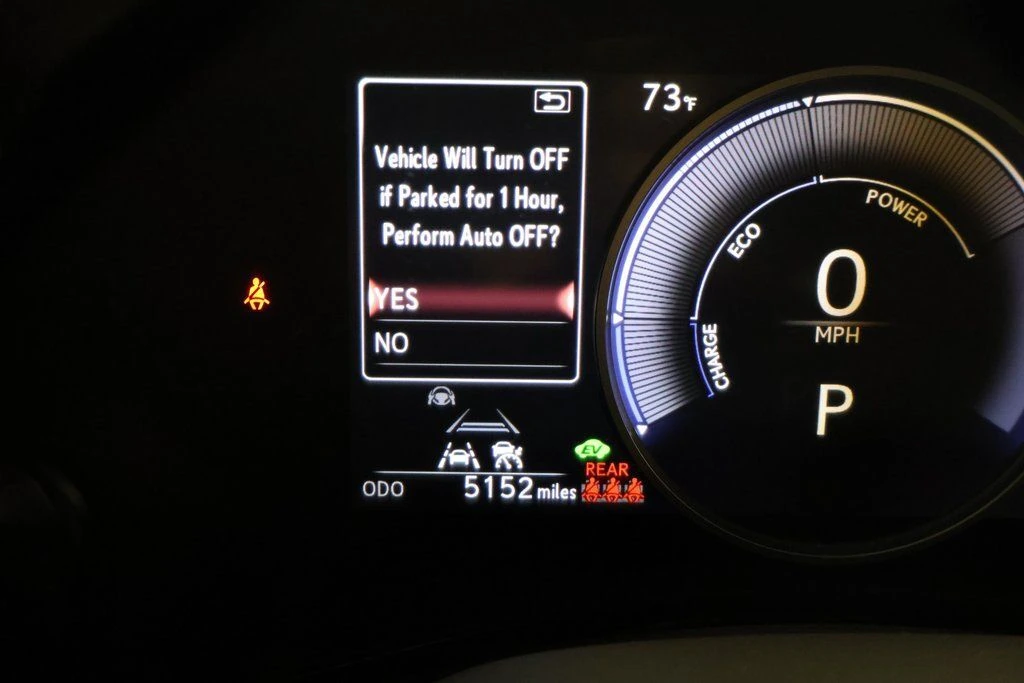 73°F
Vehicle Will Turn OFF
if Parked for 1 Hour,
Perform Auto OFF?
YES
NO
POWER
ECO
CHARGE
0
MPH
P
EV
REAR
ODO 5152 miles